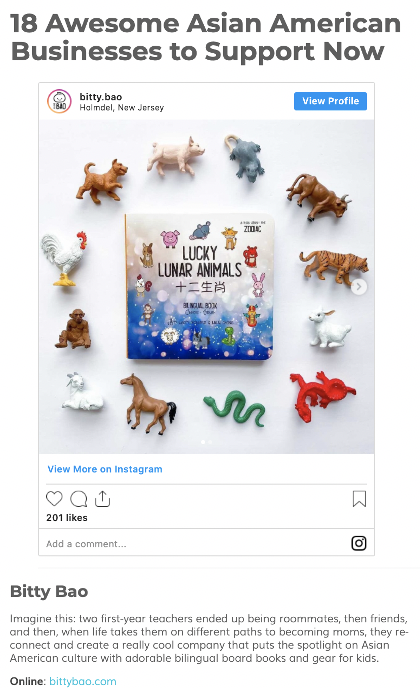 18 Awesome Asian American
Businesses to Support Now
bitty.bao
Holmdel, New Jersey
View Profile
ZODIAC
LUCKY
LUNAR ANIMALS
十二生肖
BILINGUAL BOOK
View More on Instagram
201 likes
Add a comment...
Bitty Bao
Imagine this: two first-year teachers ended up being roommates, then friends,
and then, when life takes them on different paths to becoming moms, they re-
connect and create a really cool company that puts the spotlight on Asian
American culture with adorable bilingual board books and gear for kids.
Online: bittybao.com